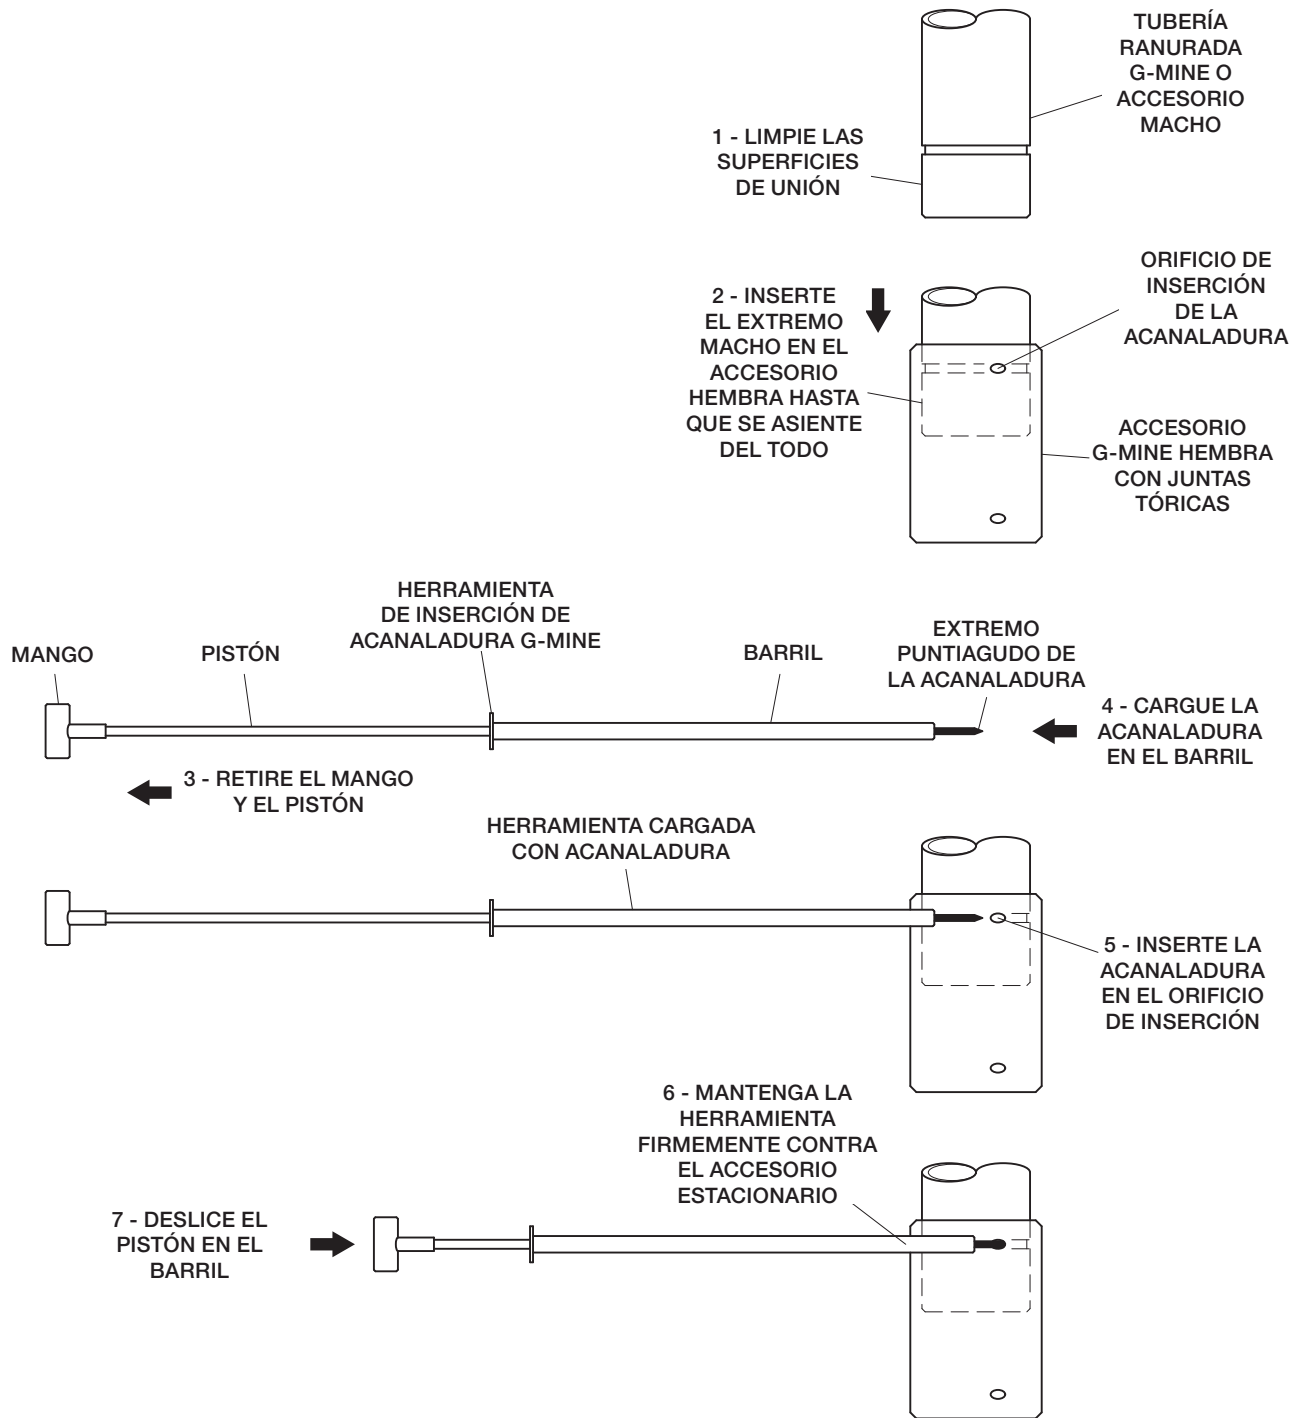 TUBERÍA
RANURADA
G-MINE O
ACCESORIO
MACHO
1 - LIMPIE LAS
SUPERFICIES
DE UNIÓN
ORIFICIO DE
INSERCIÓN
DE LA
ACANALADURA
2 - INSERTE
EL EXTREMO
MACHO EN EL
ACCESORIO
HEMBRA HASTA
QUE SE ASIENTE
DEL TODO
ACCESORIO
G-MINE HEMBRA
CON JUNTAS
TÓRICAS
HERRAMIENTA
DE INSERCIÓN DE
ACANALADURA G-MINE
MANGO
PISTÓN
BARRIL
EXTREMO
PUNTIAGUDO DE
LA ACANALADURA
4 - CARGUE LA
ACANALADURA
EN EL BARRIL
3 - RETIRE EL MANGO
Y EL PISTÓN
HERRAMIENTA CARGADA
CON ACANALADURA
5 - INSERTE LA
ACANALADURA
EN EL ORIFICIO
DE INSERCIÓN
6 - MANTENGA LA
HERRAMIENTA
FIRMEMENTE CONTRA
EL ACCESORIO
ESTACIONARIO
7 - DESLICE EL
PISTÓN EN EL
BARRIL